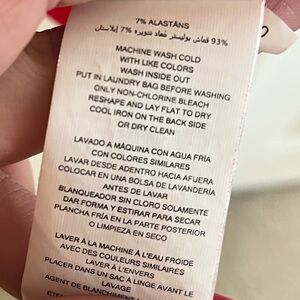 7% ALASTĀNS
93% قماش بوليستر مُعاد تدويره 7% إيلاستان
MACHINE WASH COLD
WITH LIKE COLORS
WASH INSIDE OUT
PUT IN LAUNDRY BAG BEFORE WASHING
ONLY NON-CHLORINE BLEACH
RESHAPE AND LAY FLAT TO DRY
COOL IRON ON THE BACK SIDE
OR DRY CLEAN
LAVADO A MÁQUINA CON AGUA FRÍA
CON COLORES SIMILARES
LAVAR DESDE ADENTRO HACIA AFUERA
COLOCAR EN UNA BOLSA DE LAVANDERÍA
ANTES DE LAVAR
BLANQUEADOR SIN CLORO SOLAMENTE
DAR FORMA Y ESTIRAR PARA SECAR
PLANCHA FRÍA EN LA PARTE POSTERIOR
O LIMPIEZA EN SECO
LAVER À LA MACHINE À L'EAU FROIDE
AVEC DES COULEURS SIMILAIRES
LAVER À L'ENVERS
PLACER DANS UN SAC À LINGE AVANT LE
LAVAGE
AGENT DE BLANCHIMENT